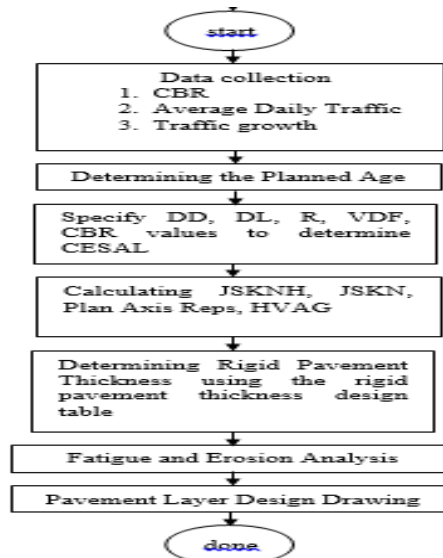 start
Data collection
1. CBR
2. Average Daily Traffic
3. Traffic growth
Determining the Planned Age
Specify DD, DL, R, VDF,
CBR values to determine
CESAL
Calculating JSKNH, JSKN,
Plan Axis Reps, HVAG
Determining Rigid Pavement
Thickness using the rigid
pavement thickness design
table
Fatigue and Erosion Analysis
Pavement Layer Design Drawing
done